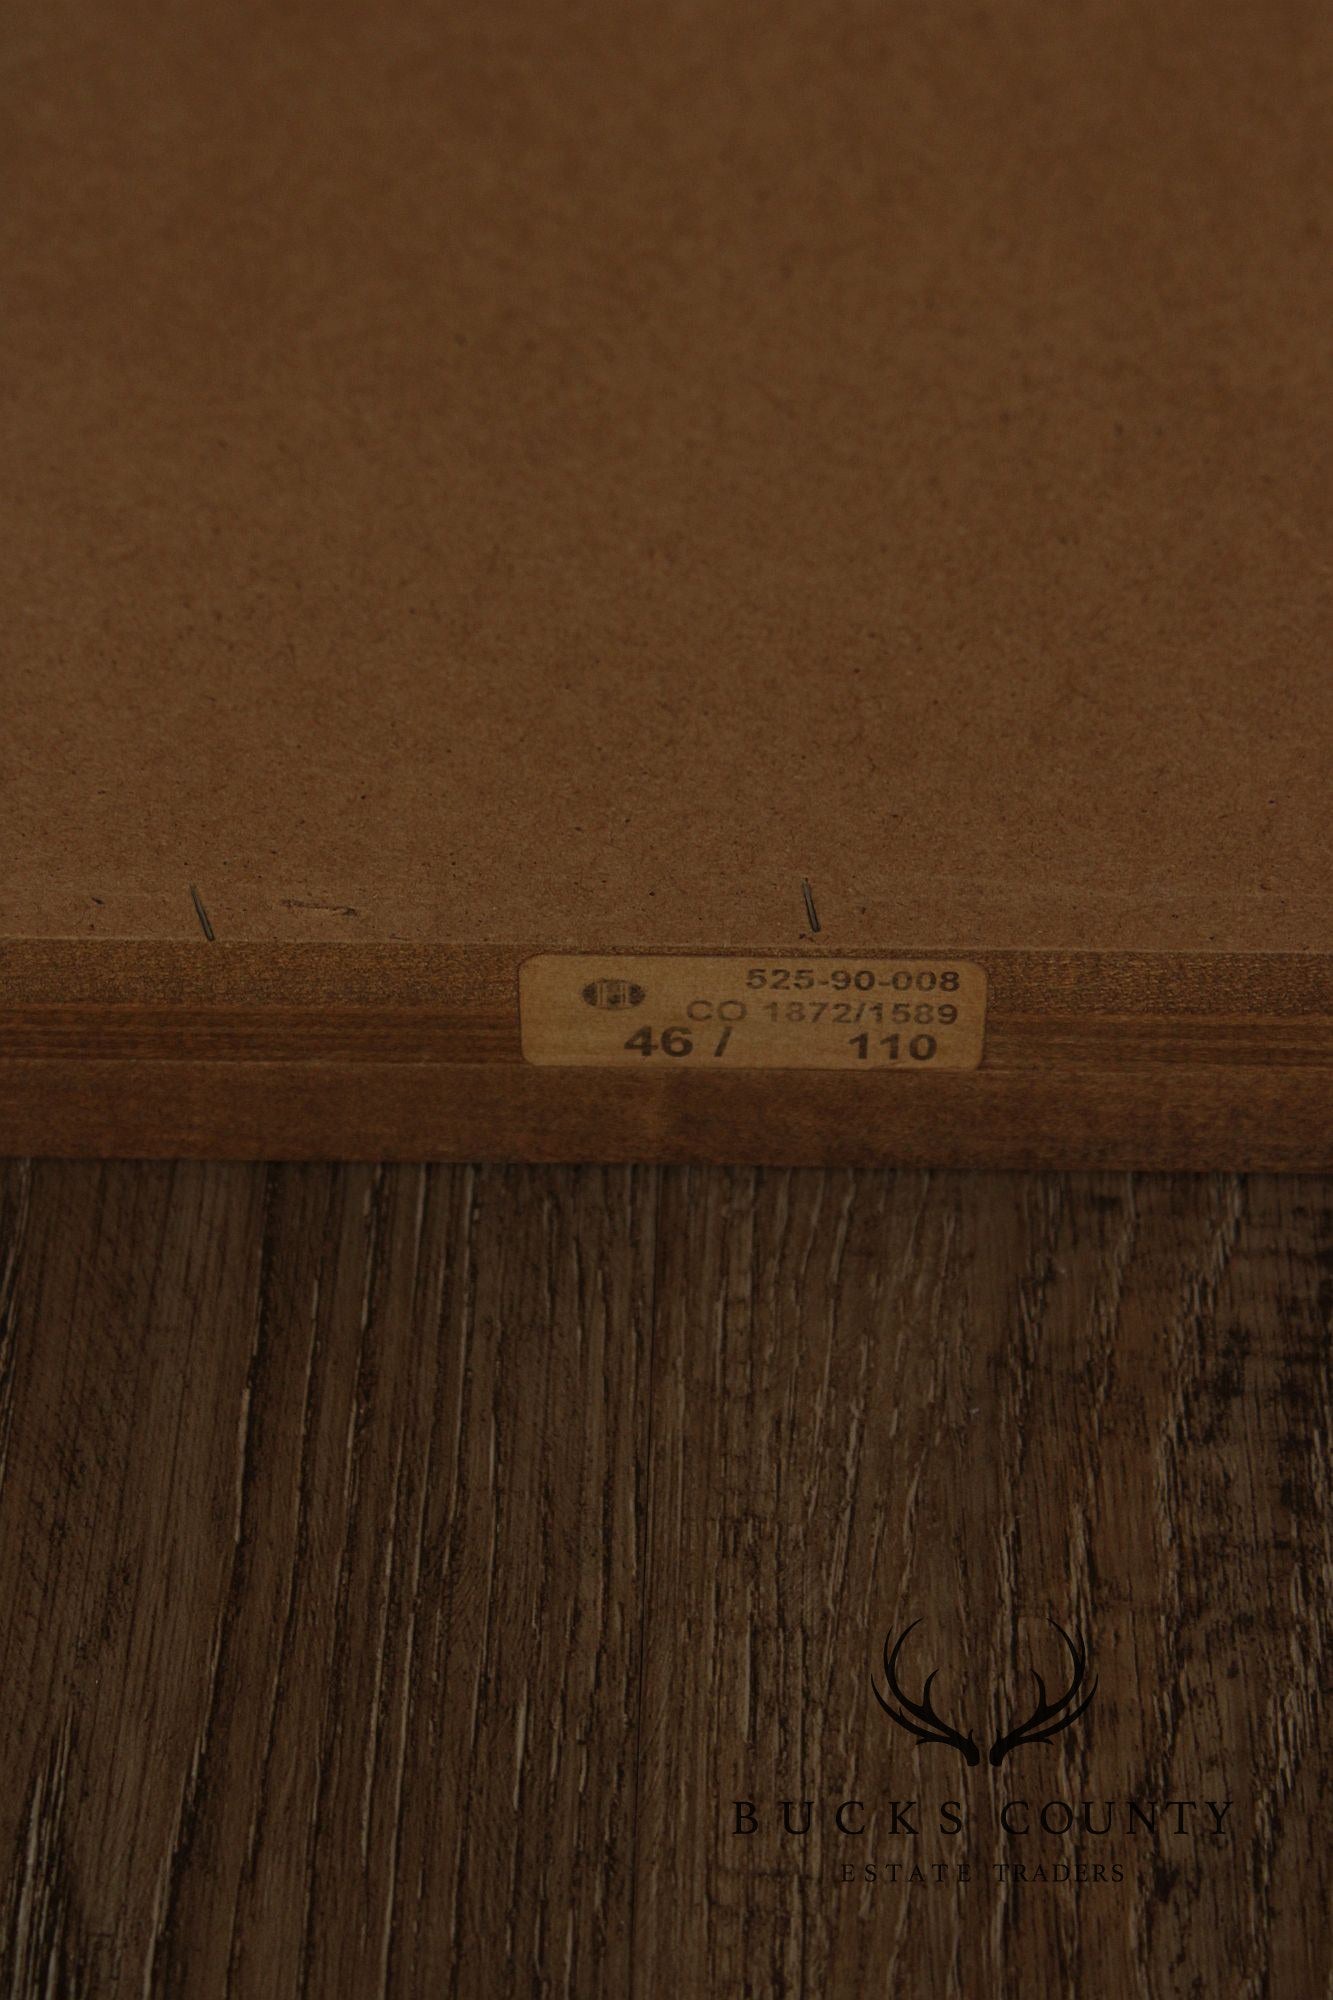 525-90-008
CO 1872/1589
46 / 110
BUCKS COUNTY
ESTATE TRADERS